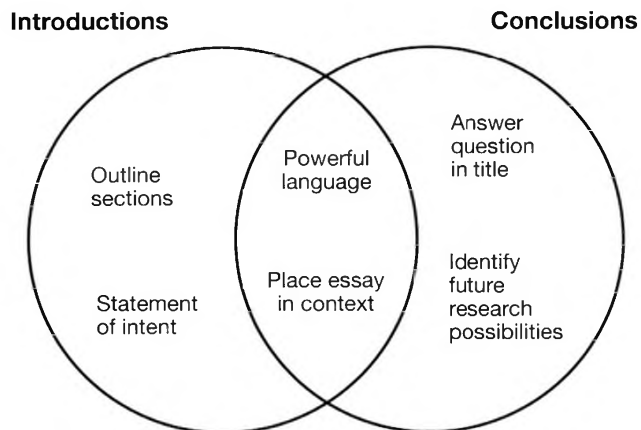 Introductions
Conclusions
Outline
sections
Statement
of intent
Powerful
language
Place essay
in context
Answer
question
in title
Identify
future
research
possibilities